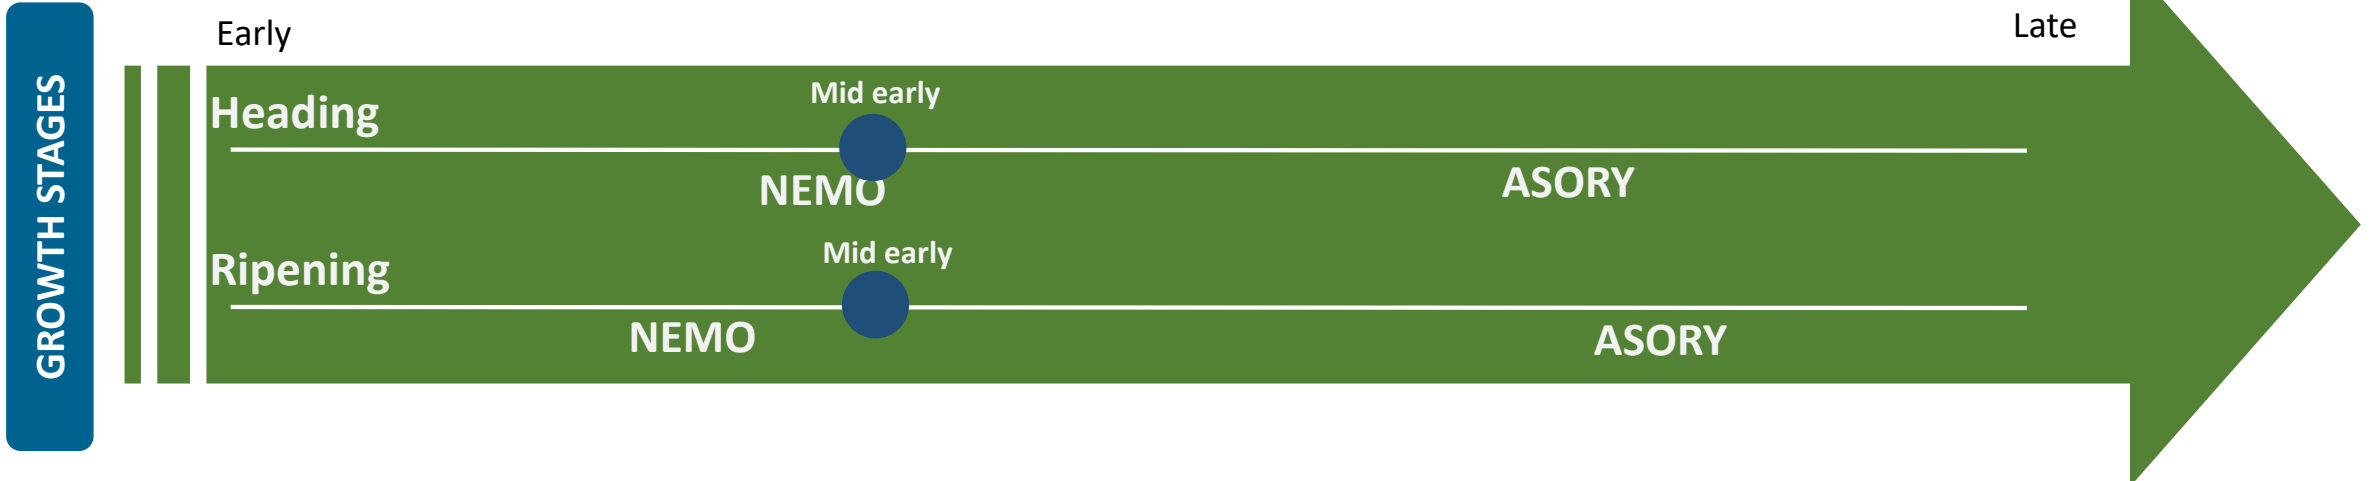 GROWTH STAGES
Early
Late
Heading
Mid early
NEMO
ASORY
Ripening
Mid early
NEMO
ASORY